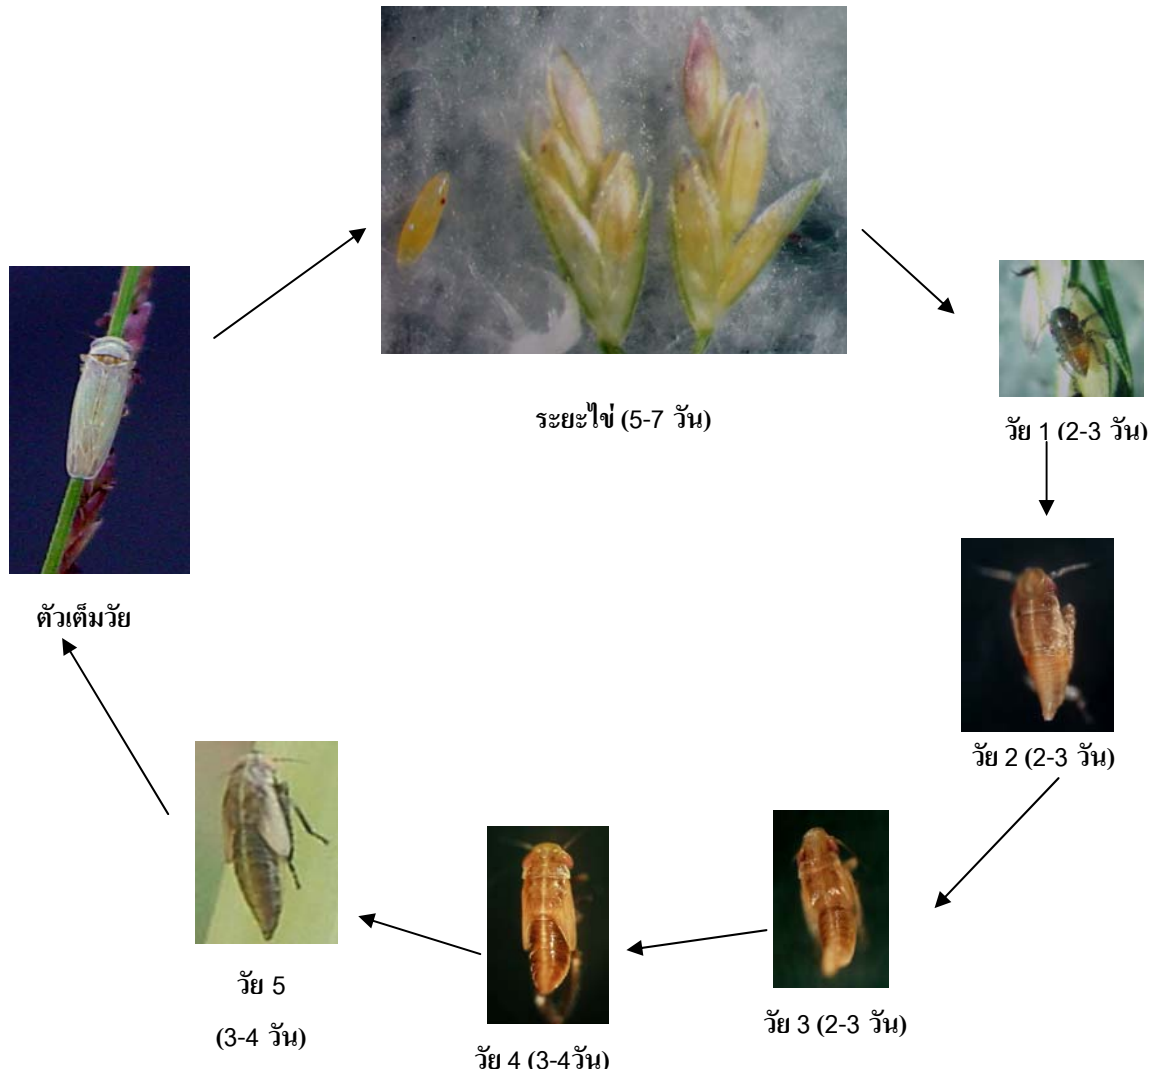 ระยะไข่ (5-7 วัน)
วัย 1 (2-3 วัน)
วัย 2 (2-3 วัน)
วัย 3 (2-3 วัน)
วัย 4 (3-4วัน)
วัย 5
(3-4 วัน)
ตัวเต็มวัย